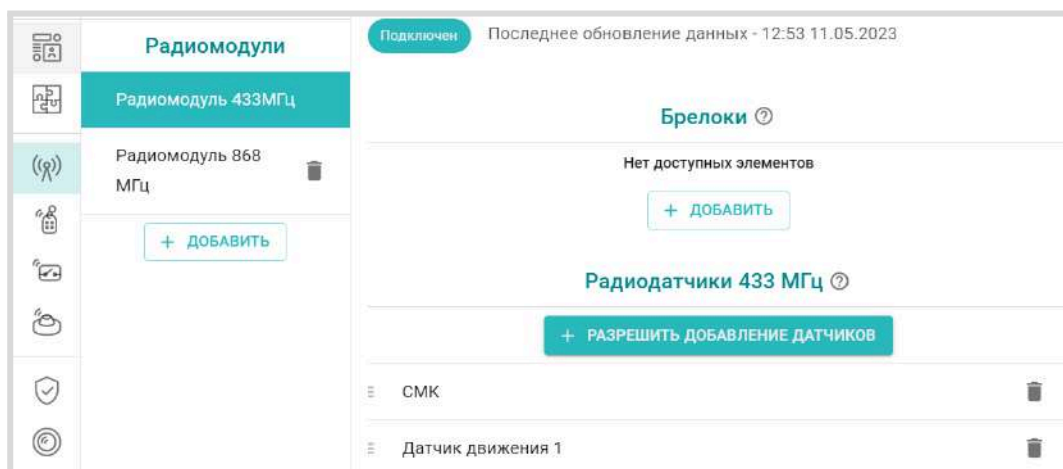 Радиомодули
Радиомодуль 433МГц
Радиомодуль 868
МГц
+ ДОБАВИТЬ
Подключен
Последнее обновление данных - 12:53 11.05.2023
Брелоки
Нет доступных элементов
+ ДОБАВИТЬ
Радиодатчики 433 МГц
+ РАЗРЕШИТЬ ДОБАВЛЕНИЕ ДАТЧИКОВ
СМК
Датчик движения 1